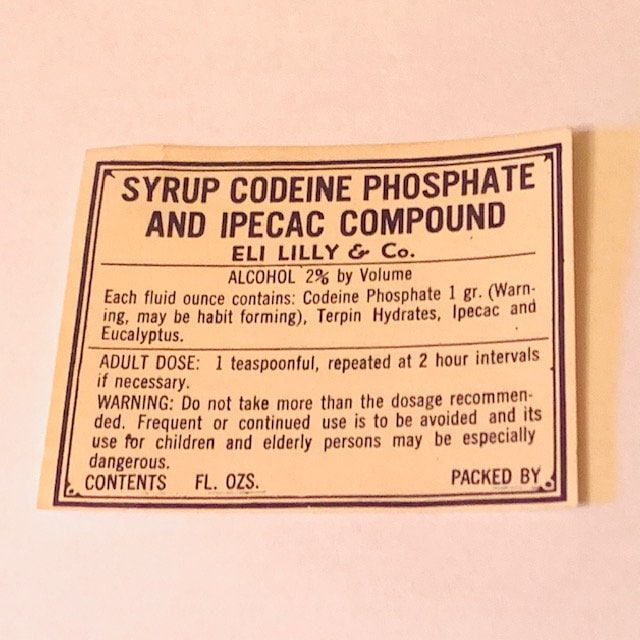 SYRUP CODEINE PHOSPHATE
AND IPECAC COMPOUND
ELI LILLY & Co.
ALCOHOL 2% by Volume
Each fluid ounce contains: Codeine Phosphate 1 gr. (Warn-
ing, may be habit forming), Terpin Hydrates, Ipecac and
Eucalyptus.
ADULT DOSE: 1 teaspoonful, repeated at 2 hour intervals
if necessary.
WARNING: Do not take more than the dosage recommen-
ded. Frequent or continued use is to be avoided and its
use for children and elderly persons may be especially
dangerous.
CONTENTS FL. OZS. PACKED BY